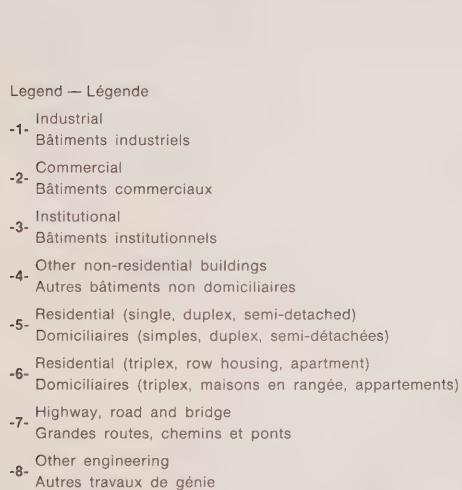 Legend — Légende
-1- Industrial
Bâtiments industriels
-2- Commercial
Bâtiments commerciaux
-3- Institutional
Bâtiments institutionnels
-4- Other non-residential buildings
Autres bâtiments non domiciliaires
-5- Residential (single, duplex, semi-detached)
Domiciliaires (simples, duplex, semi-détachées)
-6- Residential (triplex, row housing, apartment)
Domiciliaires (triplex, maisons en rangée, appartements)
-7- Highway, road and bridge
Grandes routes, chemins et ponts
-8- Other engineering
Autres travaux de génie